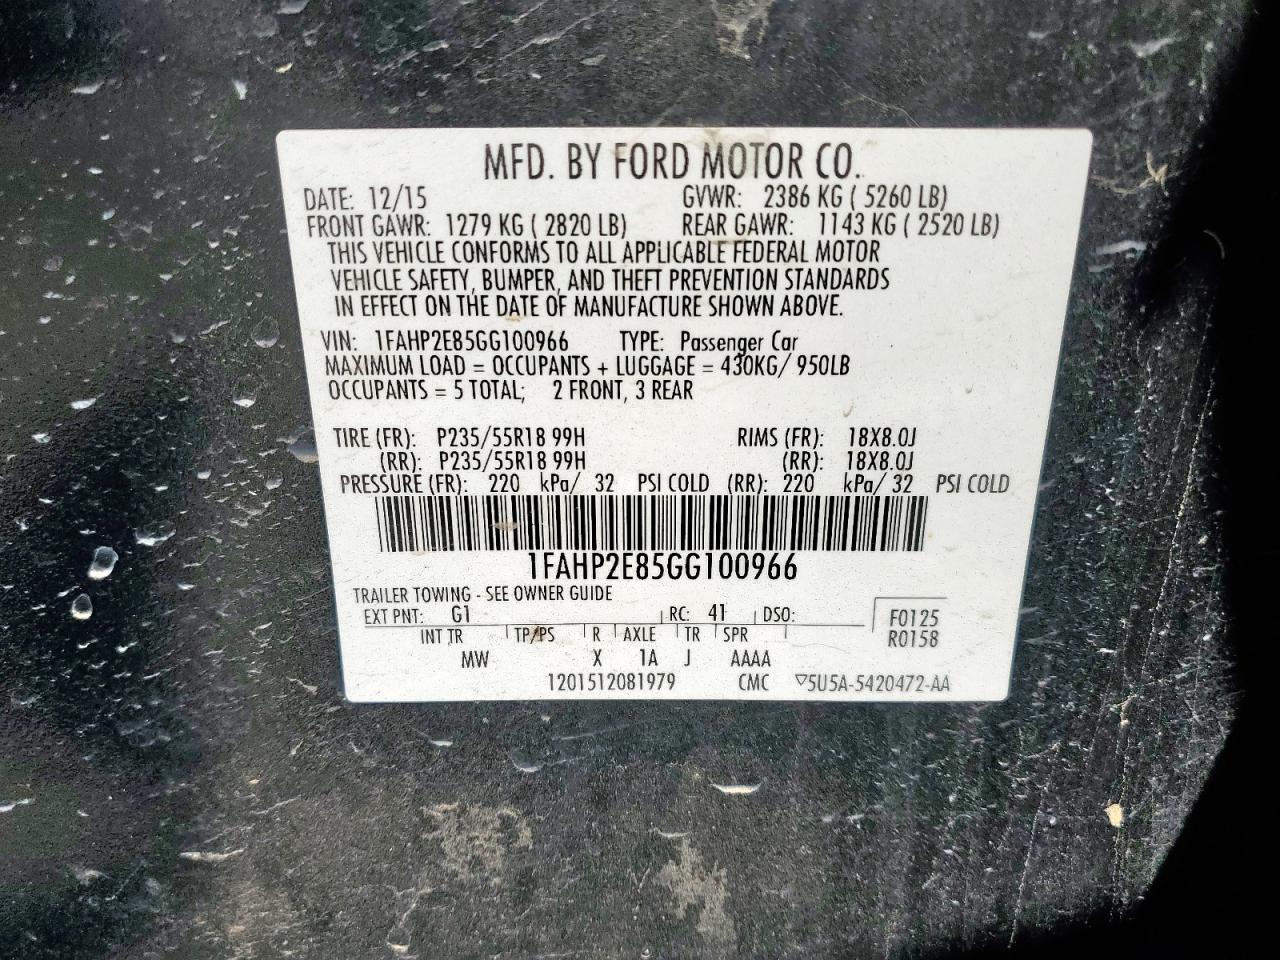 MFD. BY FORD MOTOR CO.
DATE: 12/15 GVWR: 2386 KG ( 5260 LB)
FRONT GAWR: 1279 KG ( 2820 LB) REAR GAWR: 1143 KG ( 2520 LB)
THIS VEHICLE CONFORMS TO ALL APPLICABLE FEDERAL MOTOR
VEHICLE SAFETY, BUMPER, AND THEFT PREVENTION STANDARDS
IN EFFECT ON THE DATE OF MANUFACTURE SHOWN ABOVE.
VIN: 1FAHP2E85GG100966 TYPE: Passenger Car
MAXIMUM LOAD = OCCUPANTS + LUGGAGE = 430KG/ 950LB
OCCUPANTS = 5 TOTAL; 2 FRONT, 3 REAR
TIRE (FR): P235/55R18 99H RIMS (FR): 18X8.0J
(RR): P235/55R18 99H (RR): 18X8.0J
PRESSURE (FR): 220 kPa/ 32 PSI COLD (RR): 220 kPa/ 32 PSI COLD
1FAHP2E85GG100966
TRAILER TOWING - SEE OWNER GUIDE
EXT PNT: G1 RC: 41 DSO: F0125
INT TR TP/PS R AXLE TR SPR R0158
MW X 1A J AAAA
1201512081979 CMC ▽5U5A-5420472-AA